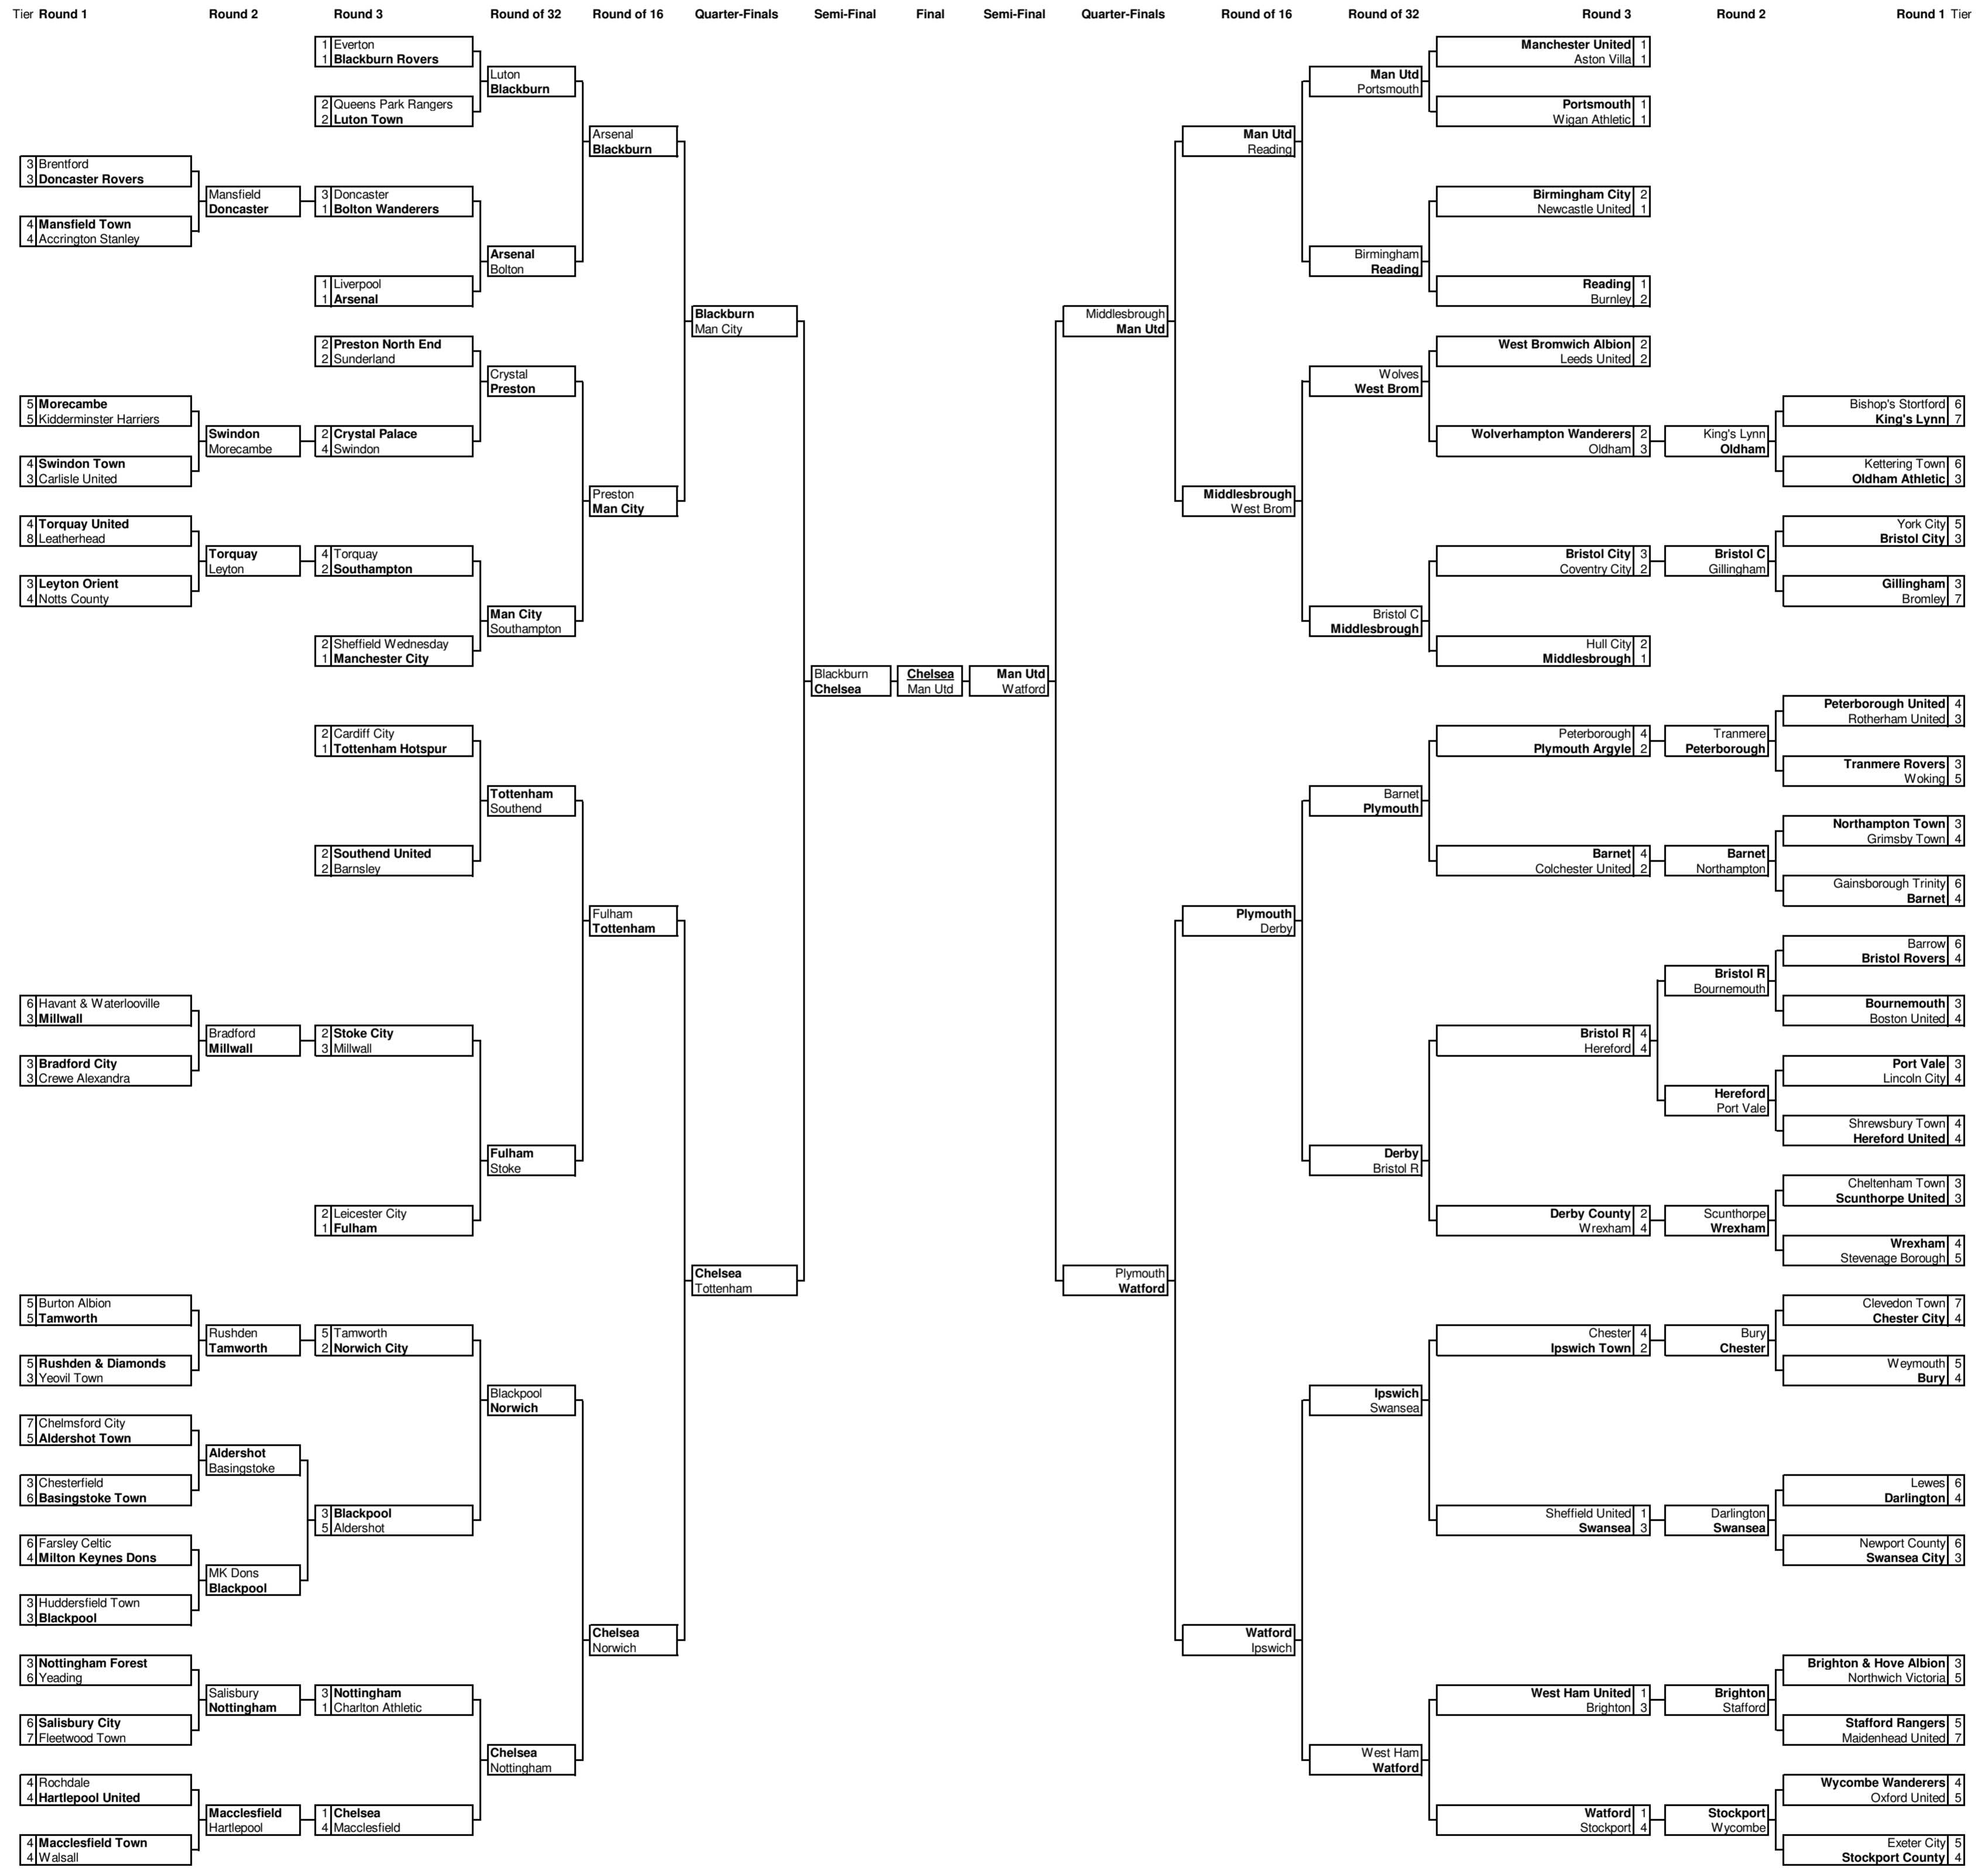 Tier Round 1 Round 2 Round 3 Round of 32 Round of 16 Quarter-Finals Semi-Final Final Semi-Final Quarter-Finals Round of 16 Round of 32 Round 3 Round 2 Round 1 Tier
1 Everton
1 Blackburn Rovers
2 Queens Park Rangers
2 Luton Town
Luton
Blackburn
3 Brentford
3 Doncaster Rovers
4 Mansfield Town
4 Accrington Stanley
Mansfield
Doncaster
3 Doncaster
1 Bolton Wanderers
1 Liverpool
1 Arsenal
Arsenal
Bolton
Arsenal
Blackburn
2 Preston North End
2 Sunderland
5 Morecambe
5 Kidderminster Harriers
4 Swindon Town
3 Carlisle United
Swindon
Morecambe
2 Crystal Palace
4 Swindon
Crystal
Preston
4 Torquay United
8 Leatherhead
3 Leyton Orient
4 Notts County
Torquay
Leyton
4 Torquay
2 Southampton
2 Sheffield Wednesday
1 Manchester City
Man City
Southampton
Preston
Man City
Blackburn
Man City
2 Cardiff City
1 Tottenham Hotspur
2 Southend United
2 Barnsley
Tottenham
Southend
6 Havant & Waterlooville
3 Millwall
3 Bradford City
3 Crewe Alexandra
Bradford
Millwall
2 Stoke City
3 Millwall
2 Leicester City
1 Fulham
Fulham
Stoke
Fulham
Tottenham
5 Burton Albion
5 Tamworth
5 Rushden & Diamonds
3 Yeovil Town
Rushden
Tamworth
5 Tamworth
2 Norwich City
7 Chelmsford City
5 Aldershot Town
3 Chesterfield
6 Basingstoke Town
Aldershot
Basingstoke
6 Farsley Celtic
4 Milton Keynes Dons
3 Huddersfield Town
3 Blackpool
MK Dons
Blackpool
3 Blackpool
5 Aldershot
Blackpool
Norwich
3 Nottingham Forest
6 Yeading
6 Salisbury City
7 Fleetwood Town
Salisbury
Nottingham
3 Nottingham
1 Charlton Athletic
4 Rochdale
4 Hartlepool United
4 Macclesfield Town
4 Walsall
Macclesfield
Hartlepool
1 Chelsea
4 Macclesfield
Chelsea
Nottingham
Chelsea
Norwich
Chelsea
Tottenham
Blackburn
Chelsea
Chelsea
Man Utd
Man Utd
Watford
Middlesbrough
Man Utd
Man Utd
Reading
Man Utd
Portsmouth
Manchester United 1
Aston Villa 1
Portsmouth 1
Wigan Athletic 1
Birmingham
Reading
Birmingham City 2
Newcastle United 1
Reading 1
Burnley 2
Middlesbrough
West Brom
Wolves
West Brom
West Bromwich Albion 2
Leeds United 2
Wolverhampton Wanderers 2
Oldham 3
King's Lynn
Oldham
Bishop's Stortford 6
King's Lynn 7
Kettering Town 6
Oldham Athletic 3
Bristol C
Middlesbrough
Bristol City 3
Coventry City 2
Bristol C
Gillingham
York City 5
Bristol City 3
Gillingham 3
Bromley 7
Hull City 2
Middlesbrough 1
Plymouth
Watford
Plymouth
Derby
Barnet
Plymouth
Peterborough 4
Plymouth Argyle 2
Tranmere
Peterborough
Peterborough United 4
Rotherham United 3
Tranmere Rovers 3
Woking 5
Barnet 4
Colchester United 2
Barnet
Northampton
Northampton Town 3
Grimsby Town 4
Gainsborough Trinity 6
Barnet 4
Derby
Bristol R
Bristol R 4
Hereford 4
Bristol R
Bournemouth
Barrow 6
Bristol Rovers 4
Bournemouth 3
Boston United 4
Hereford
Port Vale
Port Vale 3
Lincoln City 4
Shrewsbury Town 4
Hereford United 4
Derby County 2
Wrexham 4
Scunthorpe
Wrexham
Cheltenham Town 3
Scunthorpe United 3
Wrexham 4
Stevenage Borough 5
Watford
Ipswich
Ipswich
Swansea
Chester 4
Ipswich Town 2
Bury
Chester
Clevedon Town 7
Chester City 4
Weymouth 5
Bury 4
Sheffield United 1
Swansea 3
Darlington
Swansea
Lewes 6
Darlington 4
Newport County 6
Swansea City 3
West Ham
Watford
West Ham United 1
Brighton 3
Brighton
Stafford
Brighton & Hove Albion 3
Northwich Victoria 5
Stafford Rangers 5
Maidenhead United 7
Watford 1
Stockport 4
Stockport
Wycombe
Wycombe Wanderers 4
Oxford United 5
Exeter City 5
Stockport County 4